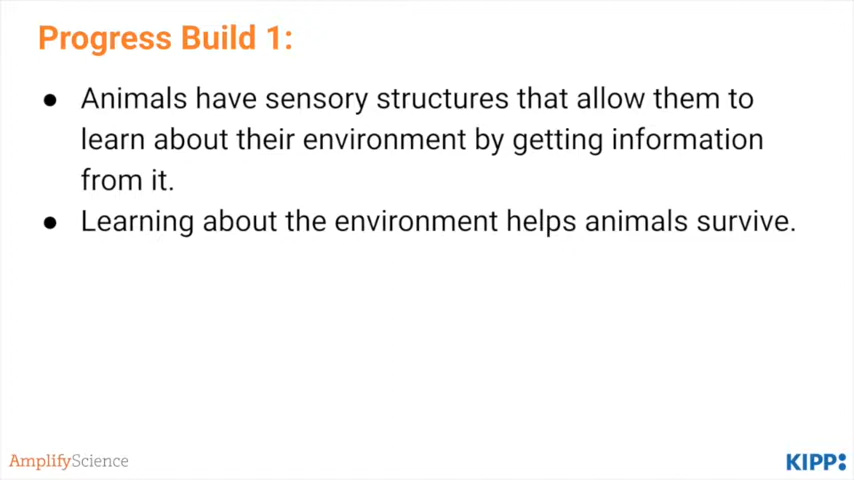 Progress Build 1:
● Animals have sensory structures that allow them to
learn about their environment by getting information
from it.
● Learning about the environment helps animals survive.
AmplifyScience
KIPP: